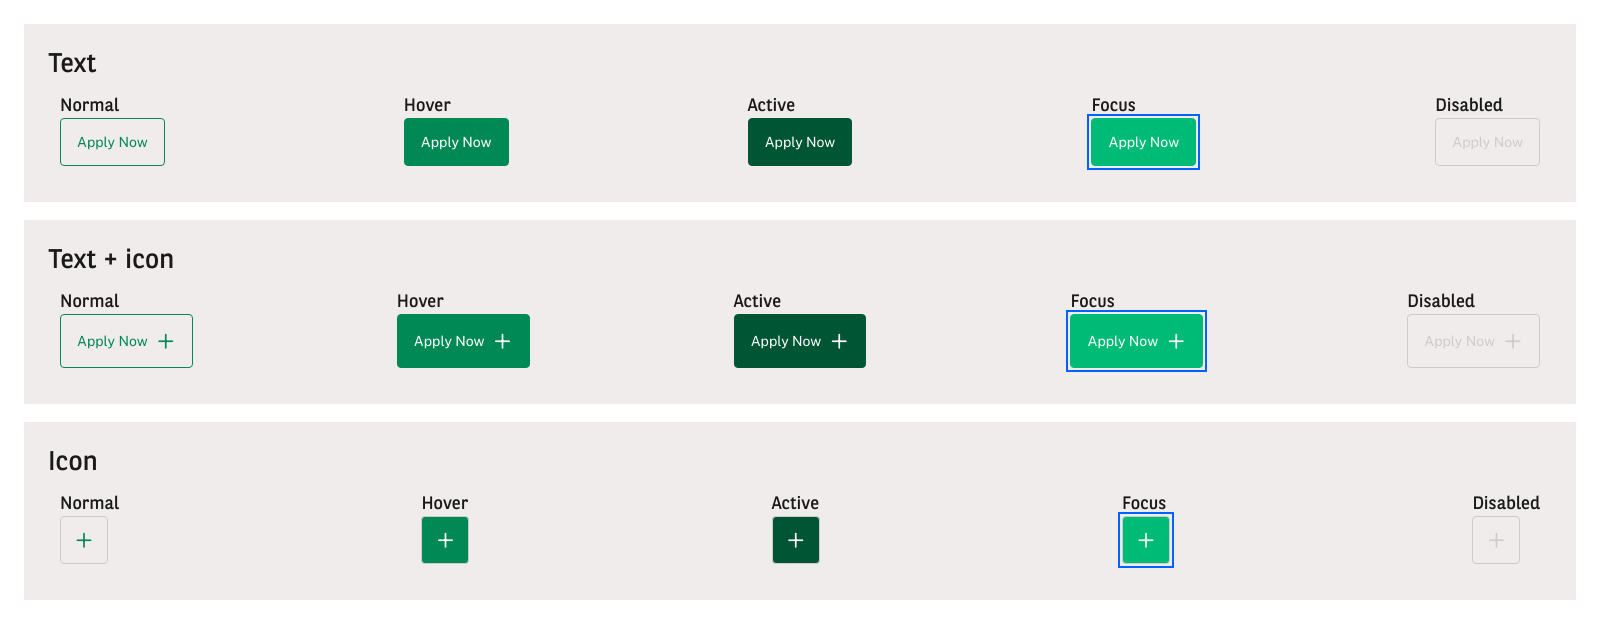 Text
Normal Hover Active Focus Disabled
Apply Now Apply Now Apply Now Apply Now Apply Now
Text + icon
Normal Hover Active Focus Disabled
Apply Now Apply Now Apply Now Apply Now Apply Now
Icon
Normal Hover Active Focus Disabled